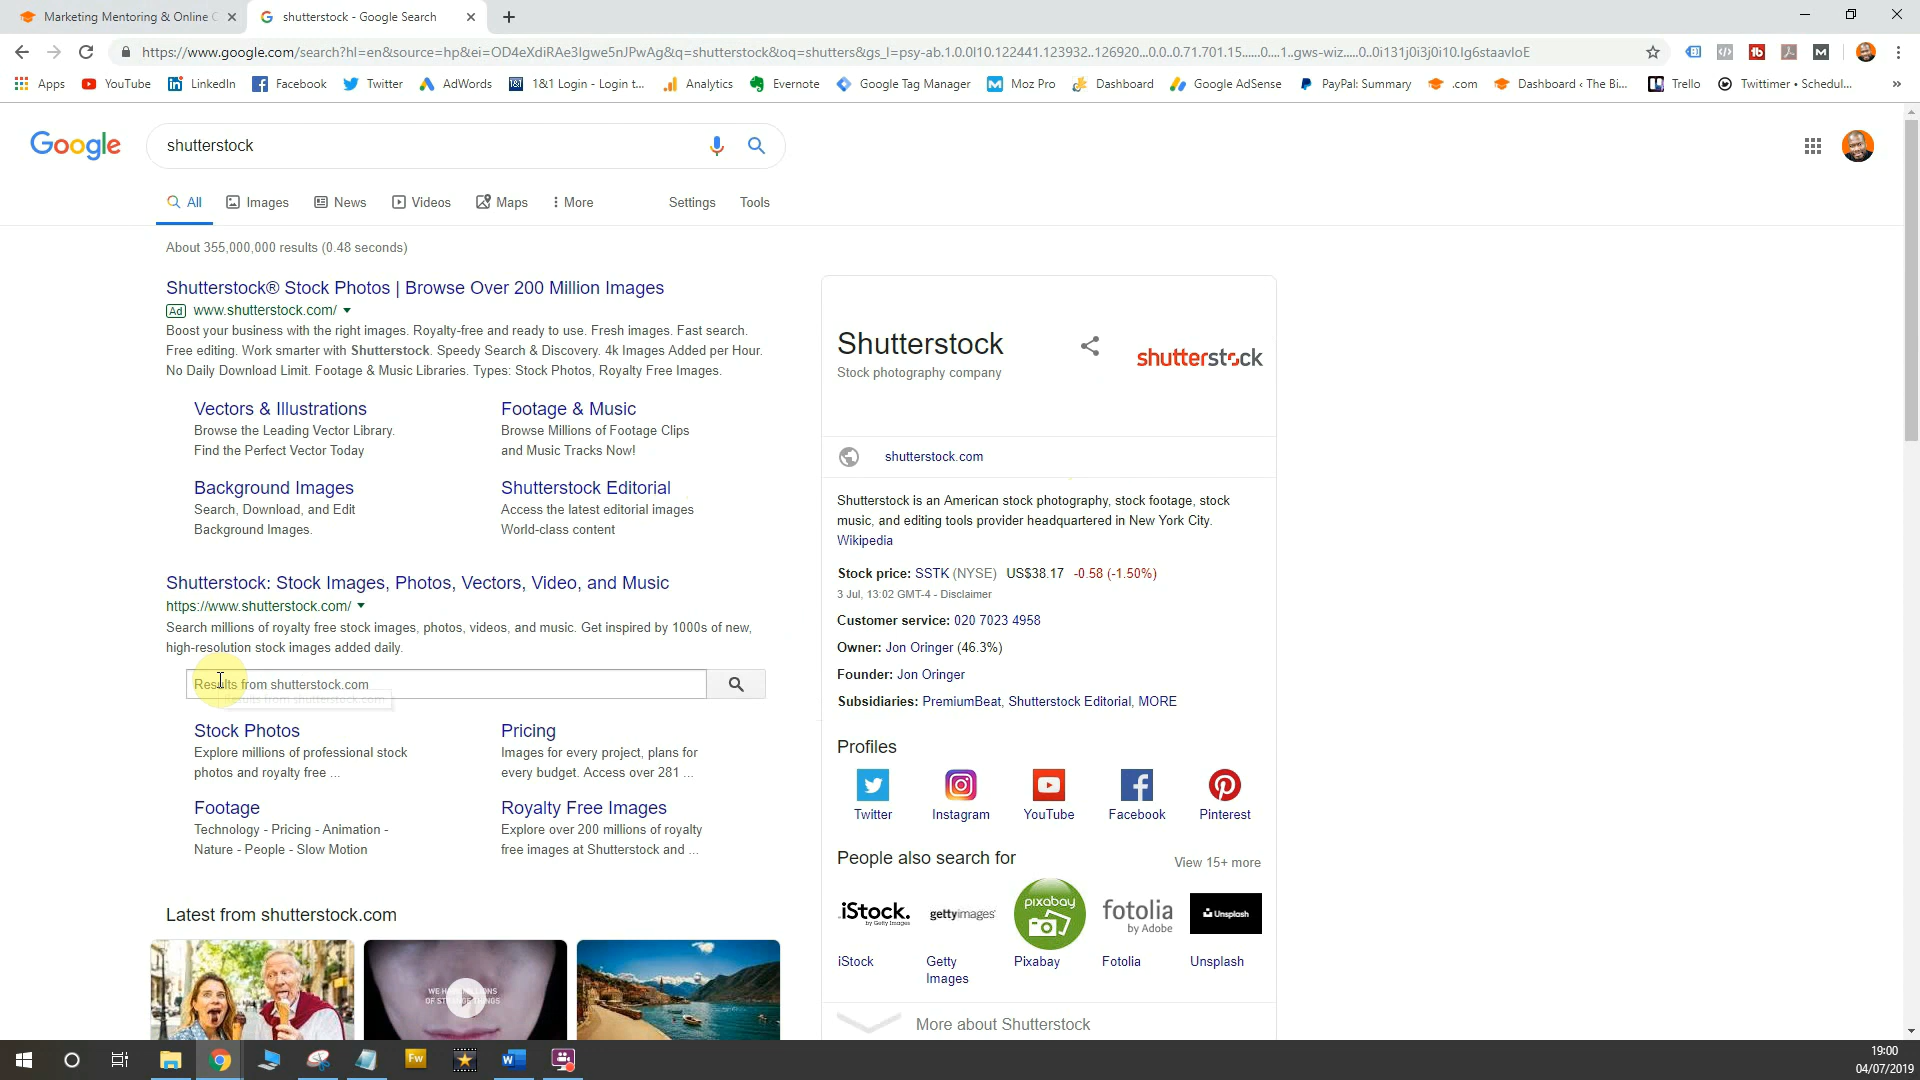 Marketing Mentoring & Online C
shutterstock - Google Search
https://www.google.com/search?hl=en&source=hp&ei=OD4eXdiRAe3lgwe5nJPwAg&q=shutterstock&oq=shutters&gs_l=psy-ab.1.0.0l10.122441.123932..126920...0.0..0.71.701.15......0....1..gws-wiz.....0..0i131j0i3j0i10.lg6staavIoE
Apps
YouTube
LinkedIn
Facebook
Twitter
AdWords
1&1 Login - Login t...
Analytics
Evernote
Google Tag Manager
Moz Pro
Dashboard
Google AdSense
PayPal: Summary
.com
Dashboard ‹ The Bi...
Trello
Twittimer • Schedul...
»
Google
shutterstock
All
Images
News
Videos
Maps
More
Settings
Tools
About 355,000,000 results (0.48 seconds)
Shutterstock® Stock Photos | Browse Over 200 Million Images
Ad www.shutterstock.com/
Boost your business with the right images. Royalty-free and ready to use. Fresh images. Fast search.
Free editing. Work smarter with Shutterstock. Speedy Search & Discovery. 4k Images Added per Hour.
No Daily Download Limit. Footage & Music Libraries. Types: Stock Photos, Royalty Free Images.
Vectors & Illustrations
Browse the Leading Vector Library.
Find the Perfect Vector Today
Footage & Music
Browse Millions of Footage Clips
and Music Tracks Now!
Background Images
Search, Download, and Edit
Background Images.
Shutterstock Editorial
Access the latest editorial images
World-class content
Shutterstock: Stock Images, Photos, Vectors, Video, and Music
https://www.shutterstock.com/
Search millions of royalty free stock images, photos, videos, and music. Get inspired by 1000s of new,
high-resolution stock images added daily.
Results from shutterstock.com
Results from shutterstock.com
Stock Photos
Explore millions of professional stock
photos and royalty free ...
Pricing
Images for every project, plans for
every budget. Access over 281 ...
Footage
Technology - Pricing - Animation -
Nature - People - Slow Motion
Royalty Free Images
Explore over 200 millions of royalty
free images at Shutterstock and ...
Latest from shutterstock.com
WE HAVE MILLIONS
OF STRANGE THINGS
Shutterstock
Stock photography company
shutterstock
shutterstock.com
Shutterstock is an American stock photography, stock footage, stock
music, and editing tools provider headquartered in New York City.
Wikipedia
Stock price: SSTK (NYSE) US$38.17 -0.58 (-1.50%)
3 Jul, 13:02 GMT-4 - Disclaimer
Customer service: 020 7023 4958
Owner: Jon Oringer (46.3%)
Founder: Jon Oringer
Subsidiaries: PremiumBeat, Shutterstock Editorial, MORE
Profiles
Twitter
Instagram
YouTube
Facebook
Pinterest
People also search for
View 15+ more
iStock.
by Getty Images
gettyimages
pixabay
fotolia
by Adobe
Unsplash
iStock
Getty
Images
Pixabay
Fotolia
Unsplash
More about Shutterstock
Fw
19:00
04/07/2019